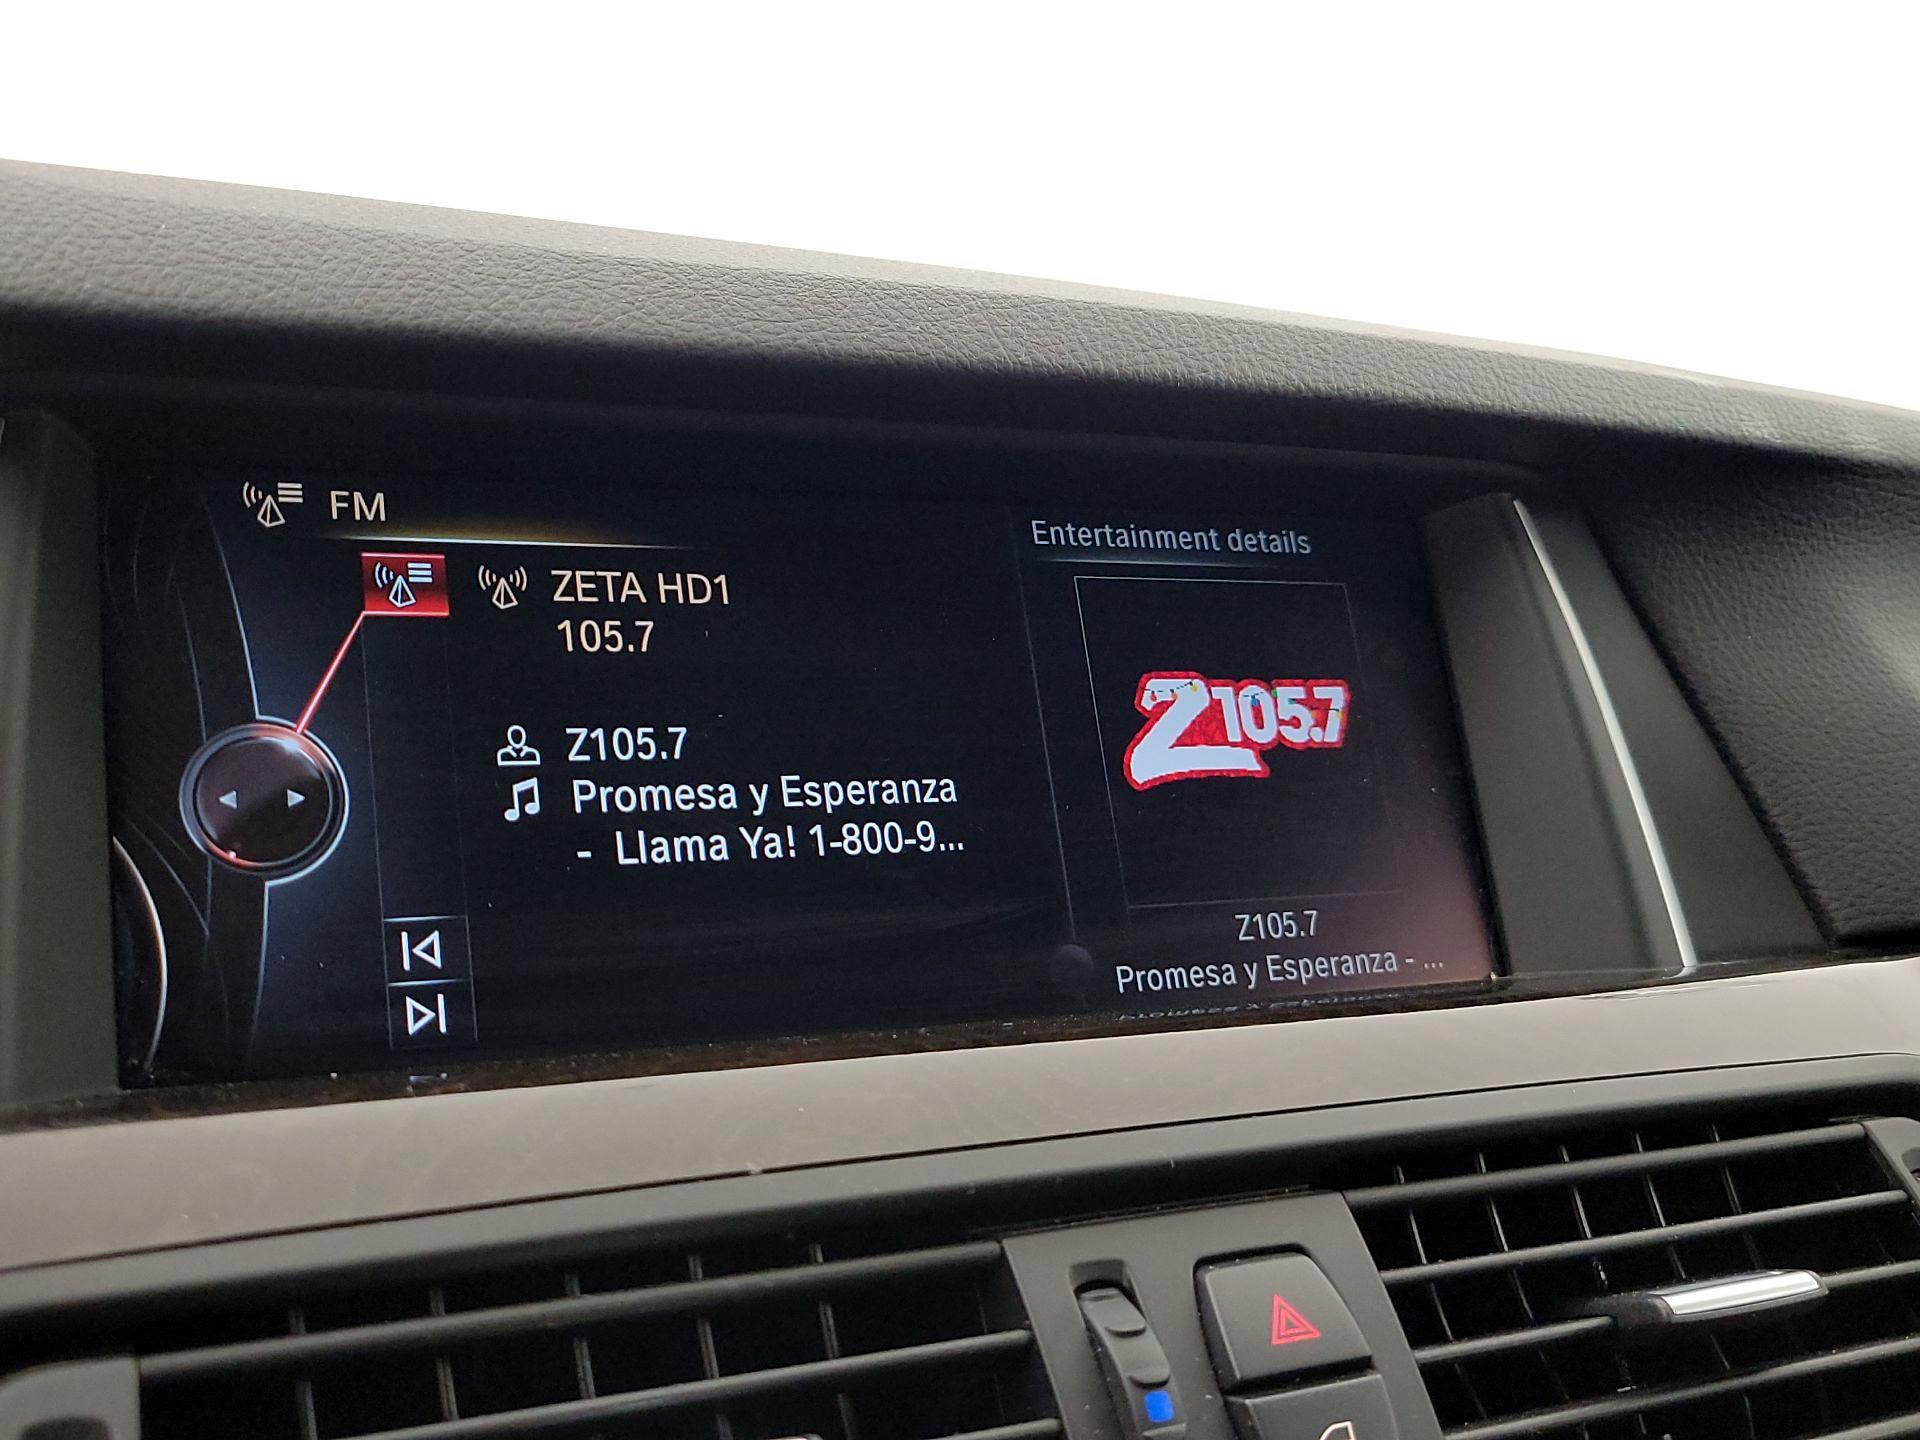 FM
ZETA HD1
105.7
Z105.7
Promesa y Esperanza
- Llama Ya! 1-800-9...
Entertainment details
Z105.7
Z105.7
Promesa y Esperanza - ...